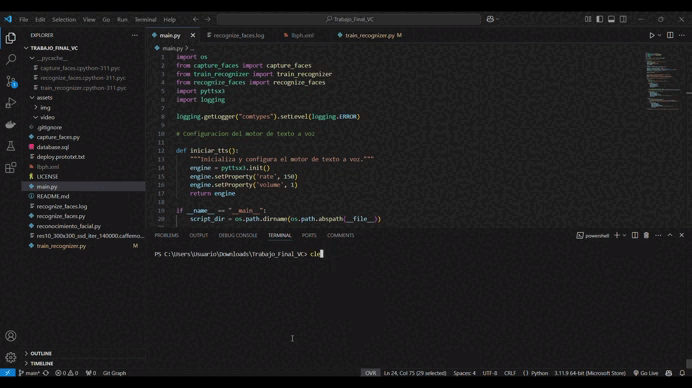 File Edit Selection View Go Run Terminal Help
Trabajo_Final_VC
EXPLORER
TRABAJO_FINAL_VC
__pycache__
capture_faces.cpython-311.pyc
recognize_faces.cpython-311.pyc
train_recognizer.cpython-311.pyc
assets
img
video
.gitignore
capture_faces.py
database.sql
deploy.prototxt.txt
lbph.xml
LICENSE
main.py
README.md
recognize_faces.log
recognize_faces.py
reconocimiento_facial.py
res10_300x300_ssd_iter_140000.caffemo...
train_recognizer.py M
OUTLINE
TIMELINE
main.py
recognize_faces.log
lbph.xml
train_recognizer.py M
main.py > ...
1 import os
2 from capture_faces import capture_faces
3 from train_recognizer import train_recognizer
4 from recognize_faces import recognize_faces
5 import pyttsx3
6 import logging
7
8 logging.getLogger("comtypes").setLevel(logging.ERROR)
9
10 # Configuracion del motor de texto a voz
11
12 def iniciar_tts():
13 """Inicializa y configura el motor de texto a voz."""
14 engine = pyttsx3.init()
15 engine.setProperty('rate', 150)
16 engine.setProperty('volume', 1)
17 return engine
18
19 if __name__ == "__main__":
20 script_dir = os.path.dirname(os.path.abspath(__file__))
PROBLEMS OUTPUT DEBUG CONSOLE TERMINAL PORTS COMMENTS
powershell
PS C:\Users\Usuario\Downloads\Trabajo_Final_VC> cle
main* 0 0 0 Git Graph
OVR Ln 24, Col 75 (29 selected) Spaces: 4 UTF-8 CRLF Python 3.11.9 64-bit (Microsoft Store) Go Live